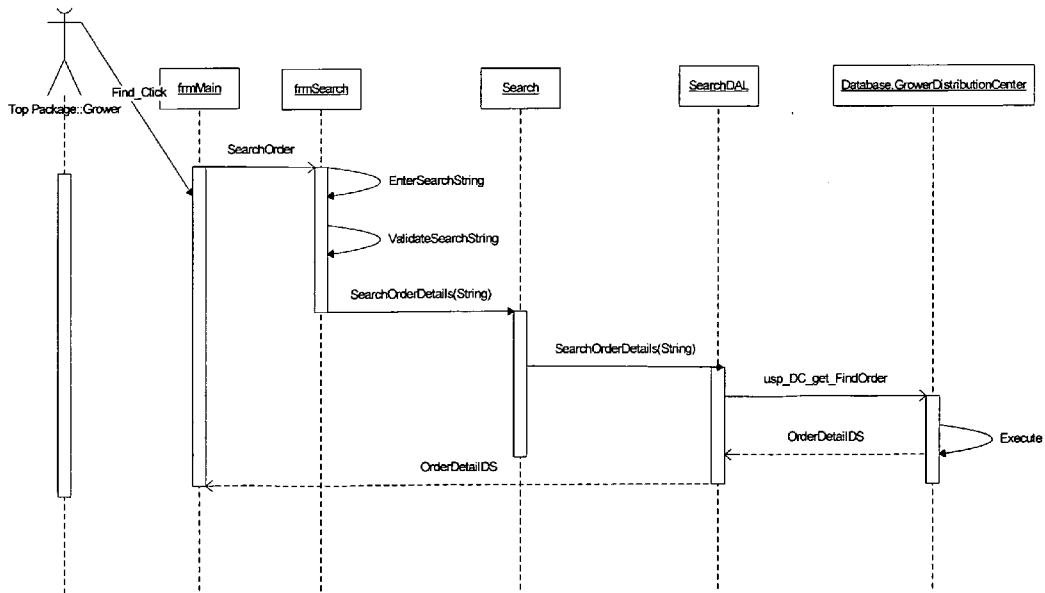 frmMain
frmSearch
Search
SearchDAL
Database.GrowerDistributionCenter
Find_Click
Top Package::Grower
SearchOrder
EnterSearchString
ValidateSearchString
SearchOrderDetails(String)
SearchOrderDetails(String)
usp_DC_get_FindOrder
OrderDetailDS
Execute
OrderDetailDS